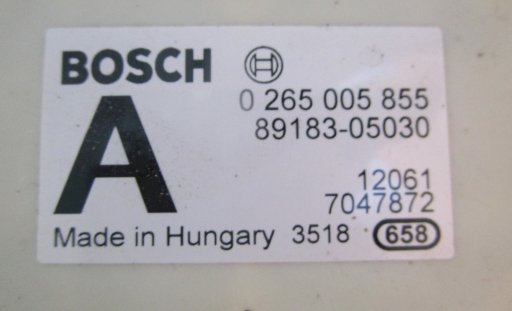 BOSCH
A
0 265 005 855
89183-05030
12061
7047872
Made in Hungary 3518 658